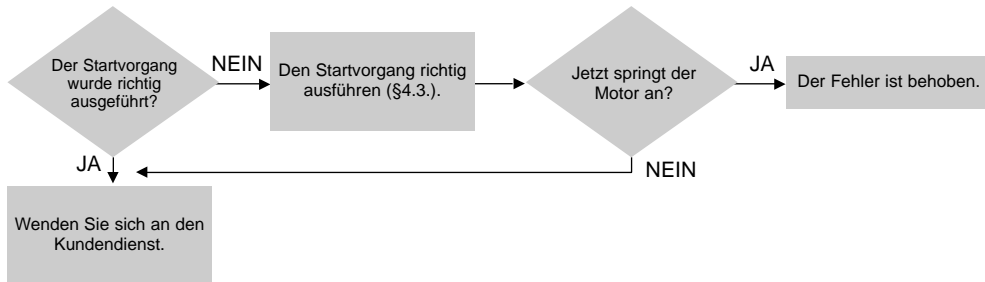 Der Startvorgang
wurde richtig
ausgeführt?
NEIN
Den Startvorgang richtig
ausführen (§4.3.).
Jetzt springt der
Motor an?
JA
Der Fehler ist behoben.
JA
NEIN
Wenden Sie sich an den
Kundendienst.